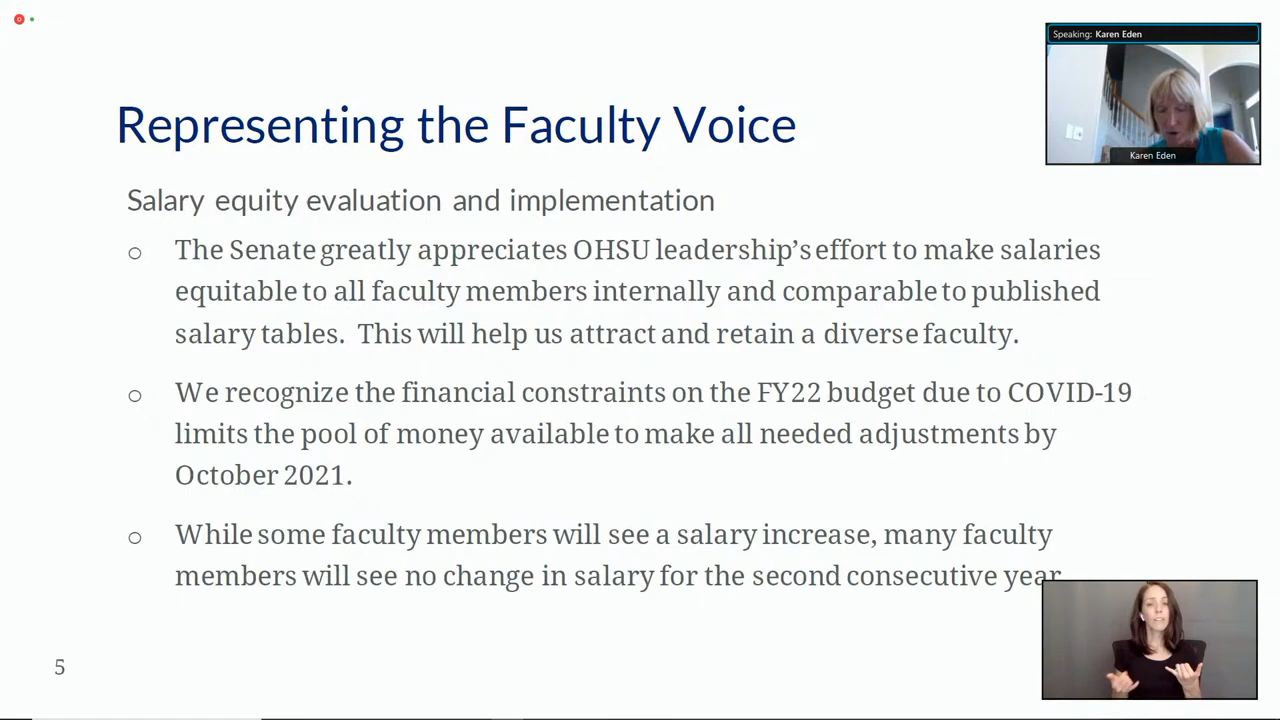 Speaking: Karen Eden
Karen Eden
Representing the Faculty Voice
Salary equity evaluation and implementation
o The Senate greatly appreciates OHSU leadership’s effort to make salaries
equitable to all faculty members internally and comparable to published
salary tables. This will help us attract and retain a diverse faculty.
o We recognize the financial constraints on the FY22 budget due to COVID-19
limits the pool of money available to make all needed adjustments by
October 2021.
o While some faculty members will see a salary increase, many faculty
members will see no change in salary for the second consecutive year
5